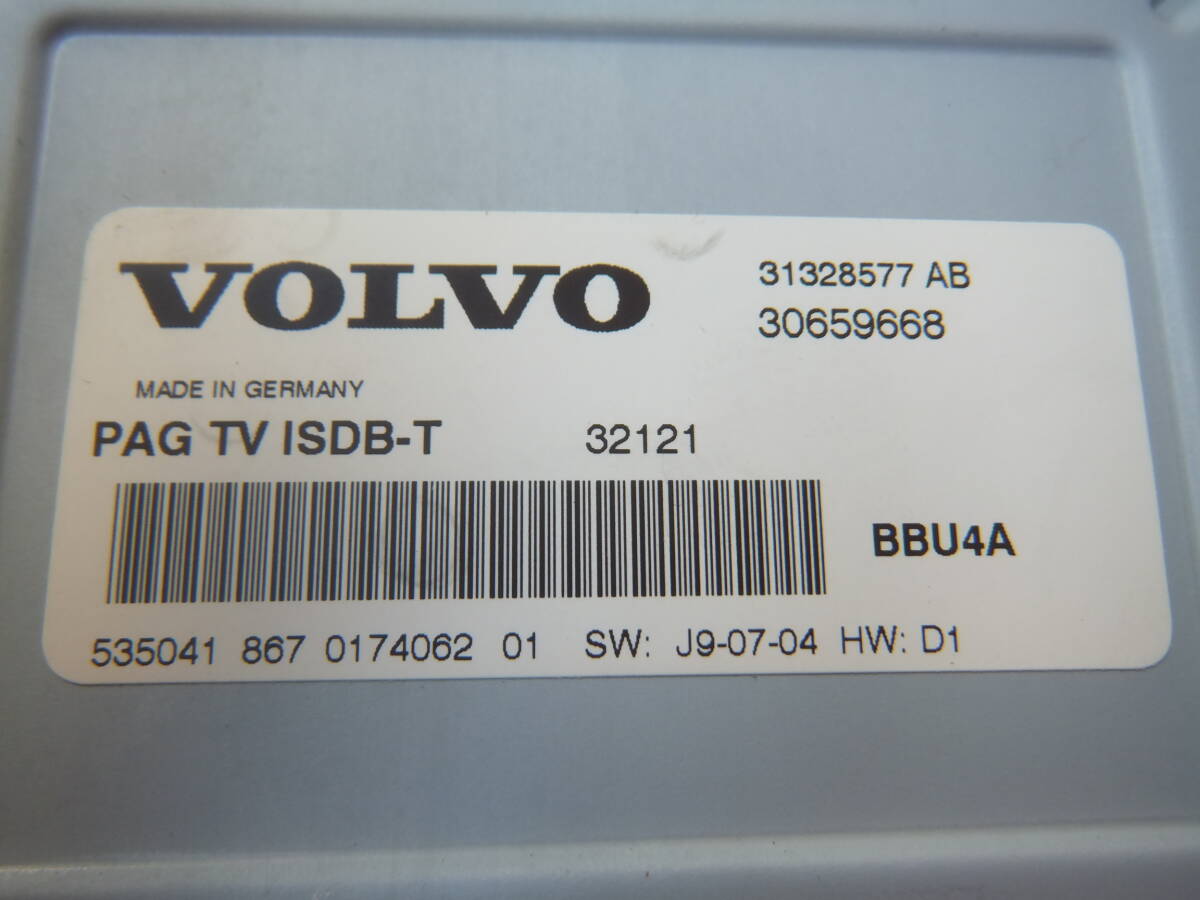 VOLVO
31328577 AB
30659668
MADE IN GERMANY
PAG TV ISDB-T 32121
BBU4A
535041 867 0174062 01 SW: J9-07-04 HW: D1